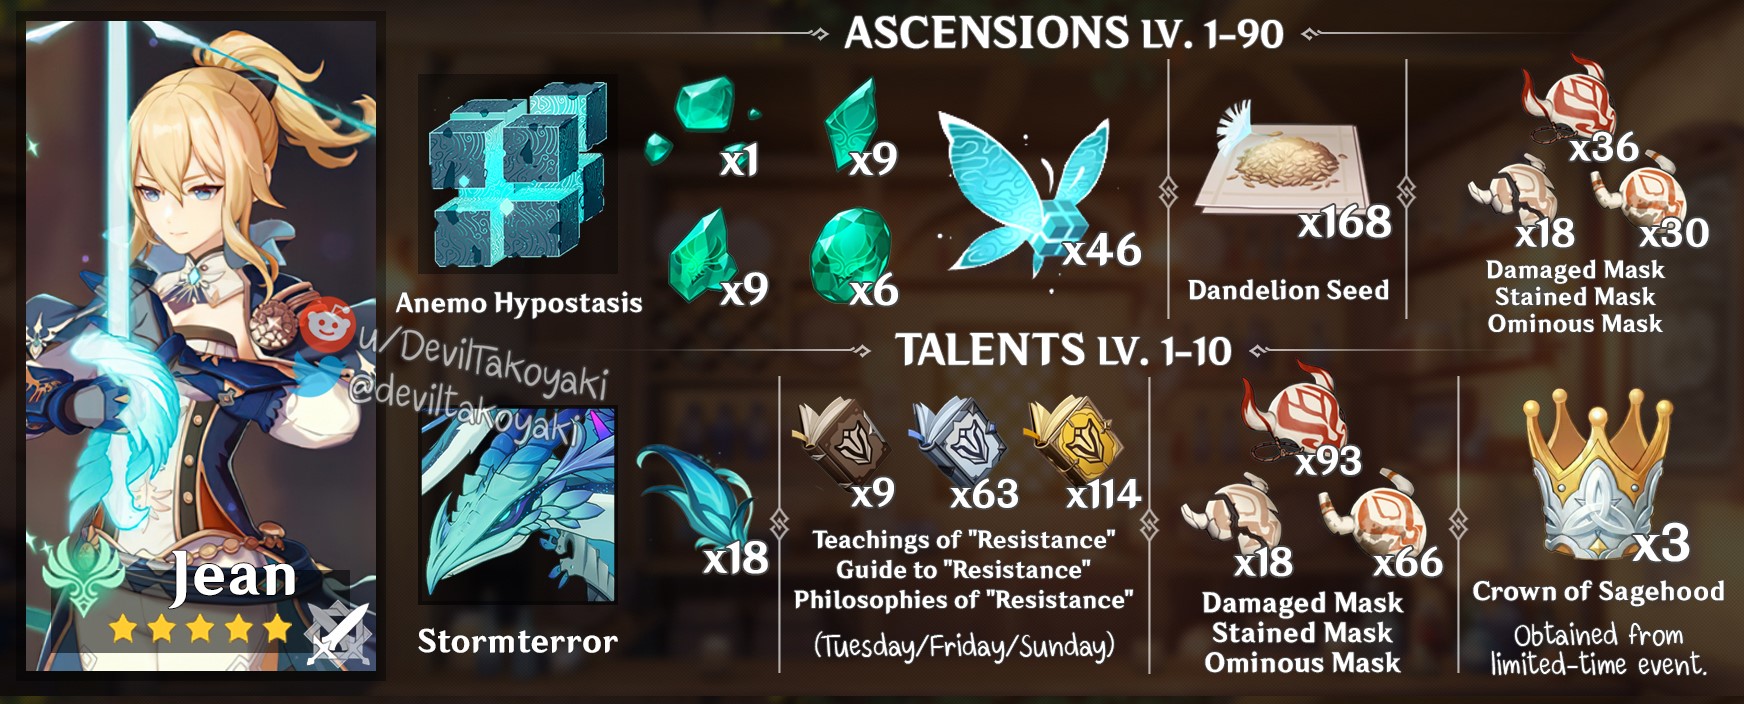 ASCENSIONS LV. 1-90
x1
x9
x9
x6
x46
Anemo Hypostasis
x168
Dandelion Seed
x36
x18
x30
Damaged Mask
Stained Mask
Ominous Mask
u/DevilTakoyaki
@deviltakoyaki
Jean
TALENTS LV. 1-10
Stormterror
x18
x9
x63
x114
Teachings of "Resistance"
Guide to "Resistance"
Philosophies of "Resistance"
(Tuesday/Friday/Sunday)
x93
x18
x66
Damaged Mask
Stained Mask
Ominous Mask
x3
Crown of Sagehood
Obtained from
limited-time event.